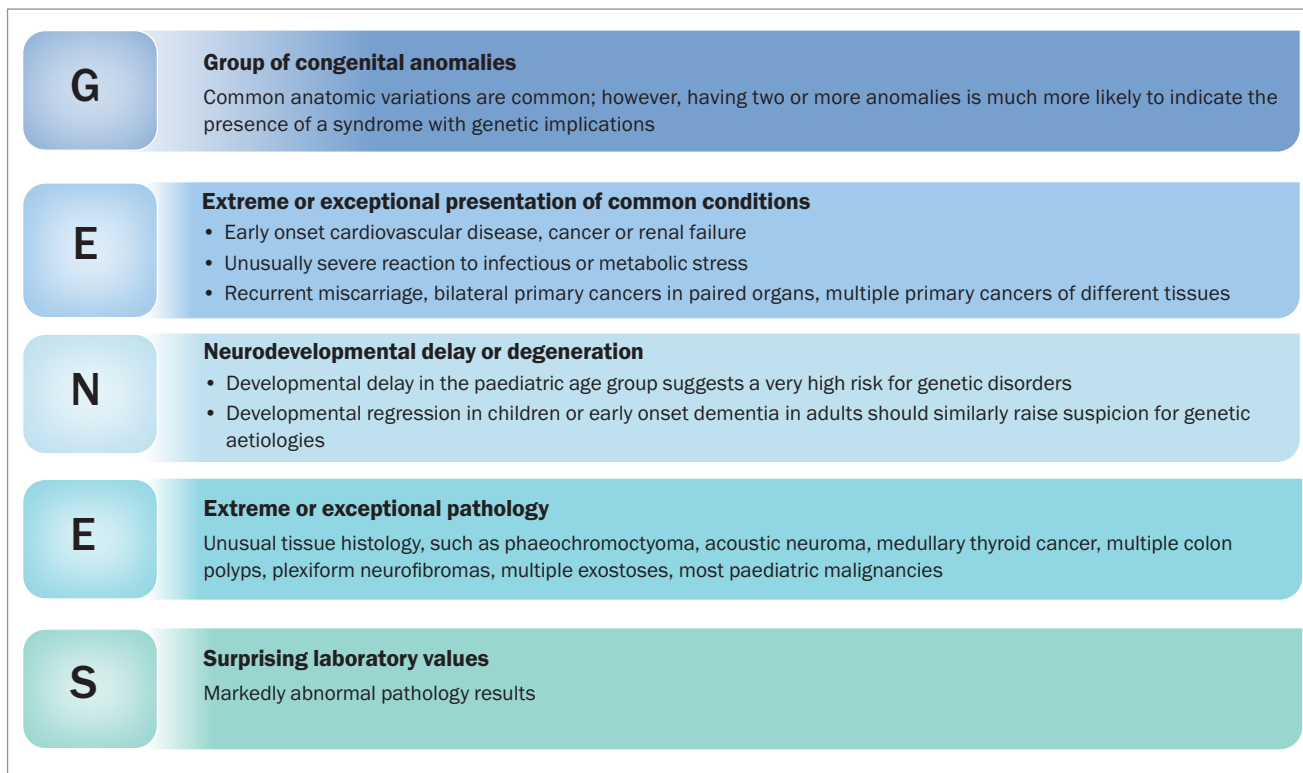 G
Group of congenital anomalies
Common anatomic variations are common; however, having two or more anomalies is much more likely to indicate the
presence of a syndrome with genetic implications
E
Extreme or exceptional presentation of common conditions
• Early onset cardiovascular disease, cancer or renal failure
• Unusually severe reaction to infectious or metabolic stress
• Recurrent miscarriage, bilateral primary cancers in paired organs, multiple primary cancers of different tissues
N
Neurodevelopmental delay or degeneration
• Developmental delay in the paediatric age group suggests a very high risk for genetic disorders
• Developmental regression in children or early onset dementia in adults should similarly raise suspicion for genetic
aetiologies
E
Extreme or exceptional pathology
Unusual tissue histology, such as phaeochromoctyoma, acoustic neuroma, medullary thyroid cancer, multiple colon
polyps, plexiform neurofibromas, multiple exostoses, most paediatric malignancies
S
Surprising laboratory values
Markedly abnormal pathology results